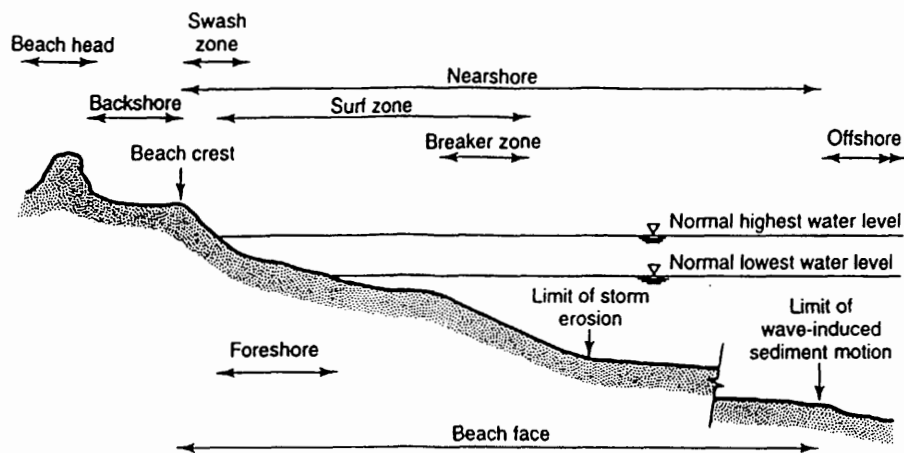 Swash
zone
Beach head
Nearshore
Backshore
Surf zone
Breaker zone
Offshore
Beach crest
Normal highest water level
Normal lowest water level
Limit of storm
erosion
Limit of
wave-induced
sediment motion
Foreshore
Beach face